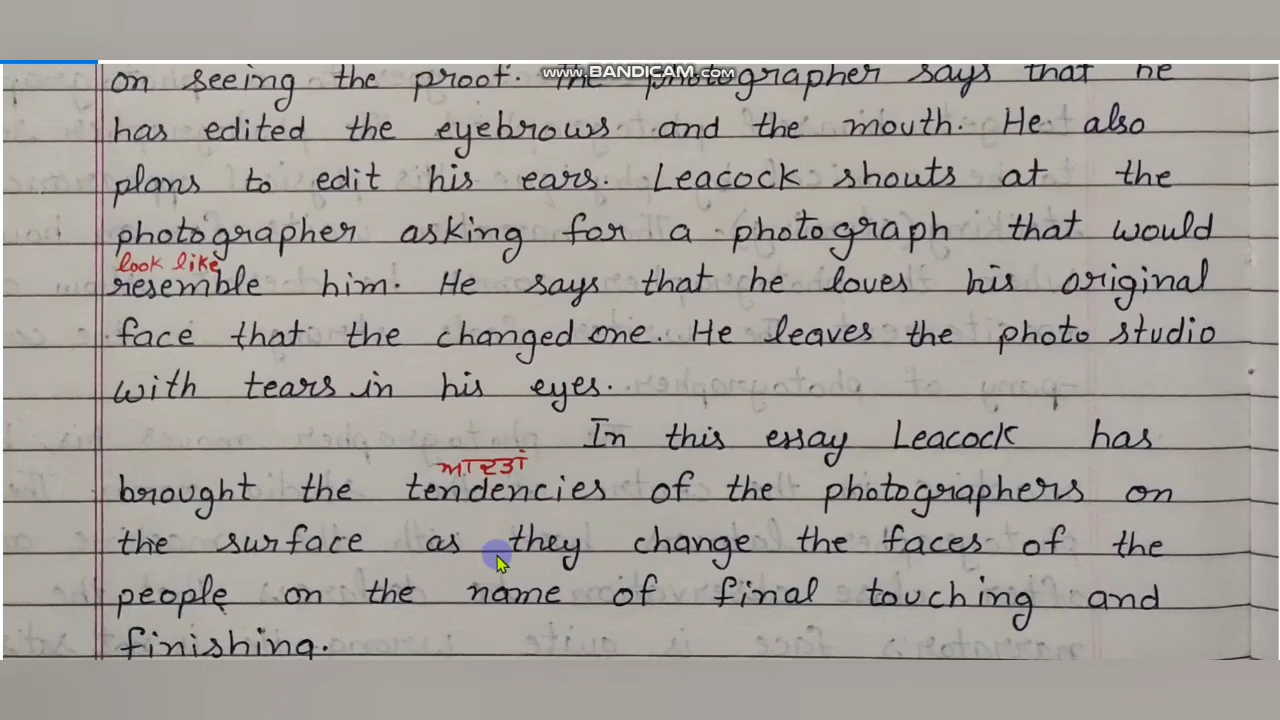 www.BANDICAM.com
on seeing the proof. The photographer says that he
has edited the eyebrows and the mouth. He also
plans to edit his ears. Leacock shouts at the
photographer asking for a photograph that would
look like
resemble him. He says that he loves his original
face that the changed one. He leaves the photo studio
with tears in his eyes.
In this essay Leacock has
ਆਦਤਾਂ
brought the tendencies of the photographers on
the surface as they change the faces of the
people on the name of final touching and
finishing.